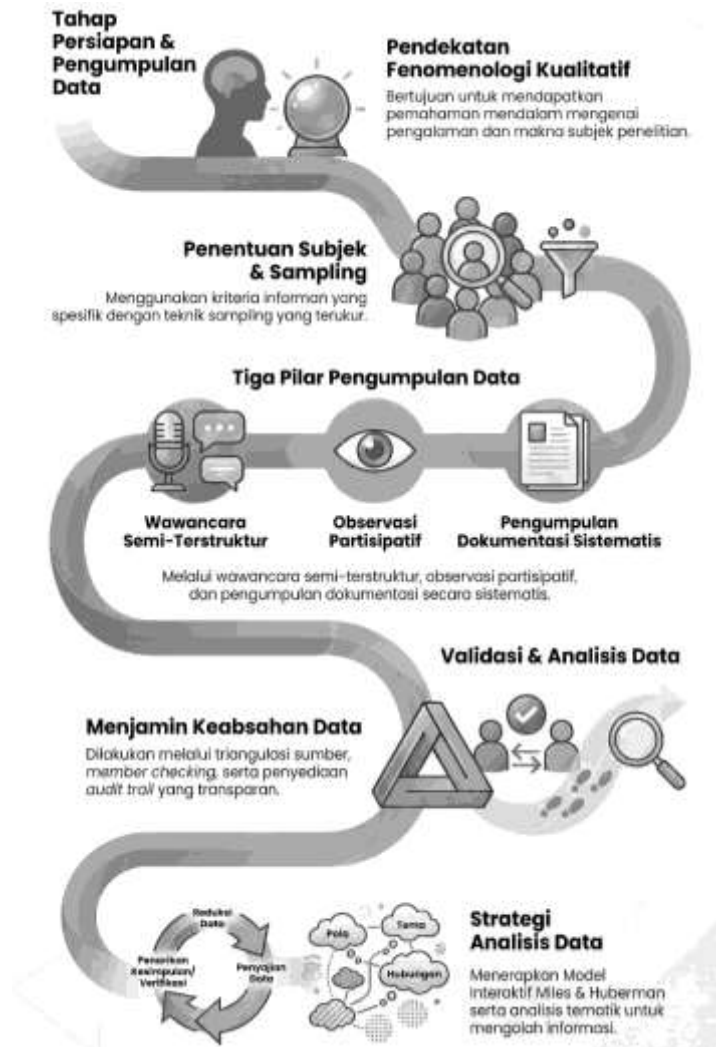 Tahap
Persiapan &
Pengumpulan
Data
Pendekatan
Fenomenologi Kualitatif
Bertujuan untuk mendapatkan
pemahaman mendalam mengenai
pengalaman dan makna subjek penelitian.
Penentuan Subjek
& Sampling
Menggunakan kriteria informan yang
spesifik dengan teknik sampling yang terukur.
Tiga Pilar Pengumpulan Data
Wawancara
Semi-Terstruktur
Observasi
Partisipatif
Pengumpulan
Dokumentasi Sistematis
Melalui wawancara semi-terstruktur, observasi partisipatif,
dan pengumpulan dokumentasi secara sistematis.
Validasi & Analisis Data
Menjamin Keabsahan Data
Dilakukan melalui triangulasi sumber,
member checking, serta penyediaan
audit trail yang transparan.
Reduksi
Data
Penyajian
Data
Penarikan
Kesimpulan/
Verifikasi
Pola
Tema
Hubungan
Strategi
Analisis Data
Menerapkan Model
Interaktif Miles & Huberman
serta analisis tematik untuk
mengolah informasi.